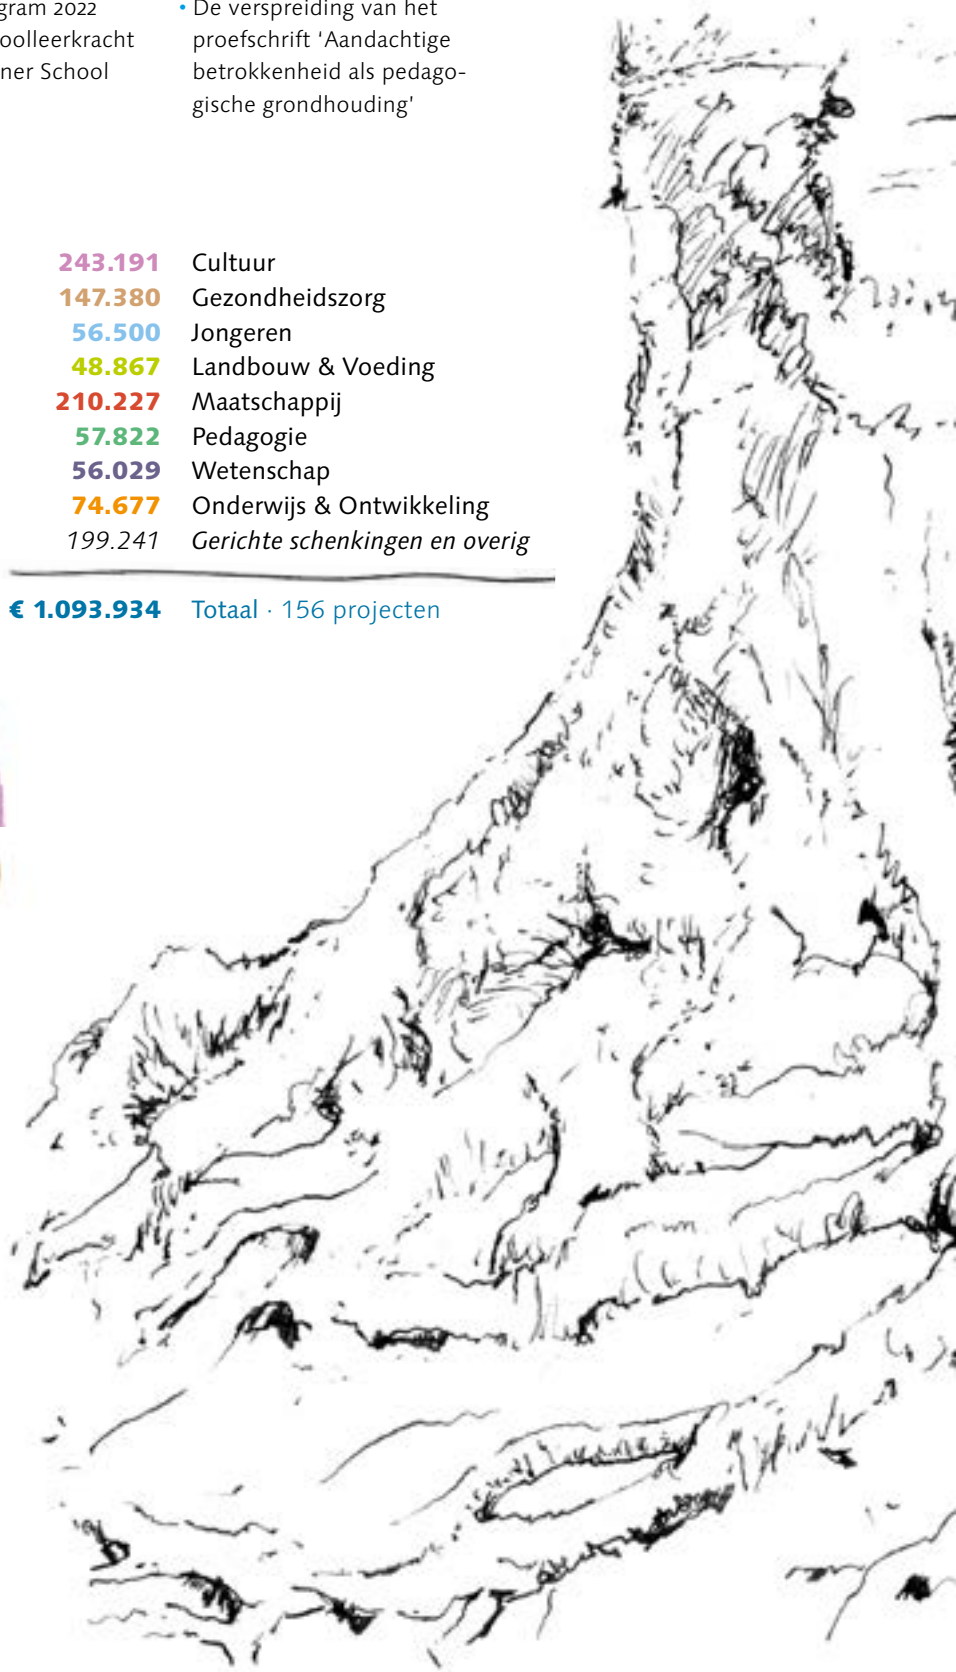 gram 2022
oolleerkracht
ner School
• De verspreiding van het
proefschrift ‘Aandachtige
betrokkenheid als pedago-
gische grondhouding’
243.191 Cultuur
147.380 Gezondheidszorg
56.500 Jongeren
48.867 Landbouw & Voeding
210.227 Maatschappij
57.822 Pedagogie
56.029 Wetenschap
74.677 Onderwijs & Ontwikkeling
199.241 Gerichte schenkingen en overig
€ 1.093.934 Totaal · 156 projecten